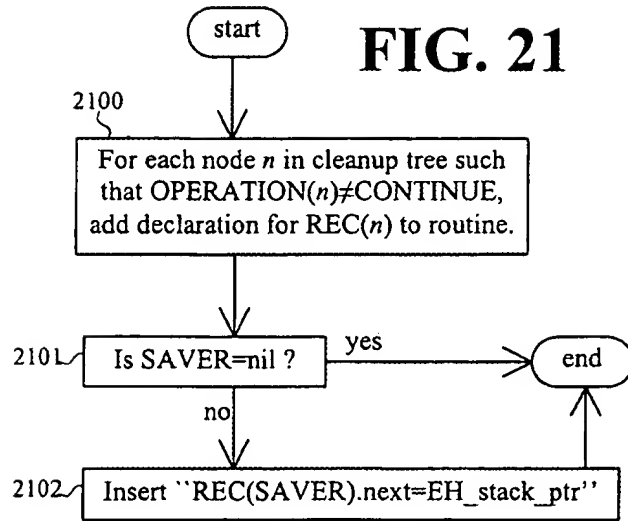 start
FIG. 21
2100
For each node n in cleanup tree such
that OPERATION(n)≠CONTINUE,
add declaration for REC(n) to routine.
2101
Is SAVER=nil ?
yes
end
no
2102
Insert ``REC(SAVER).next=EH_stack_ptr''